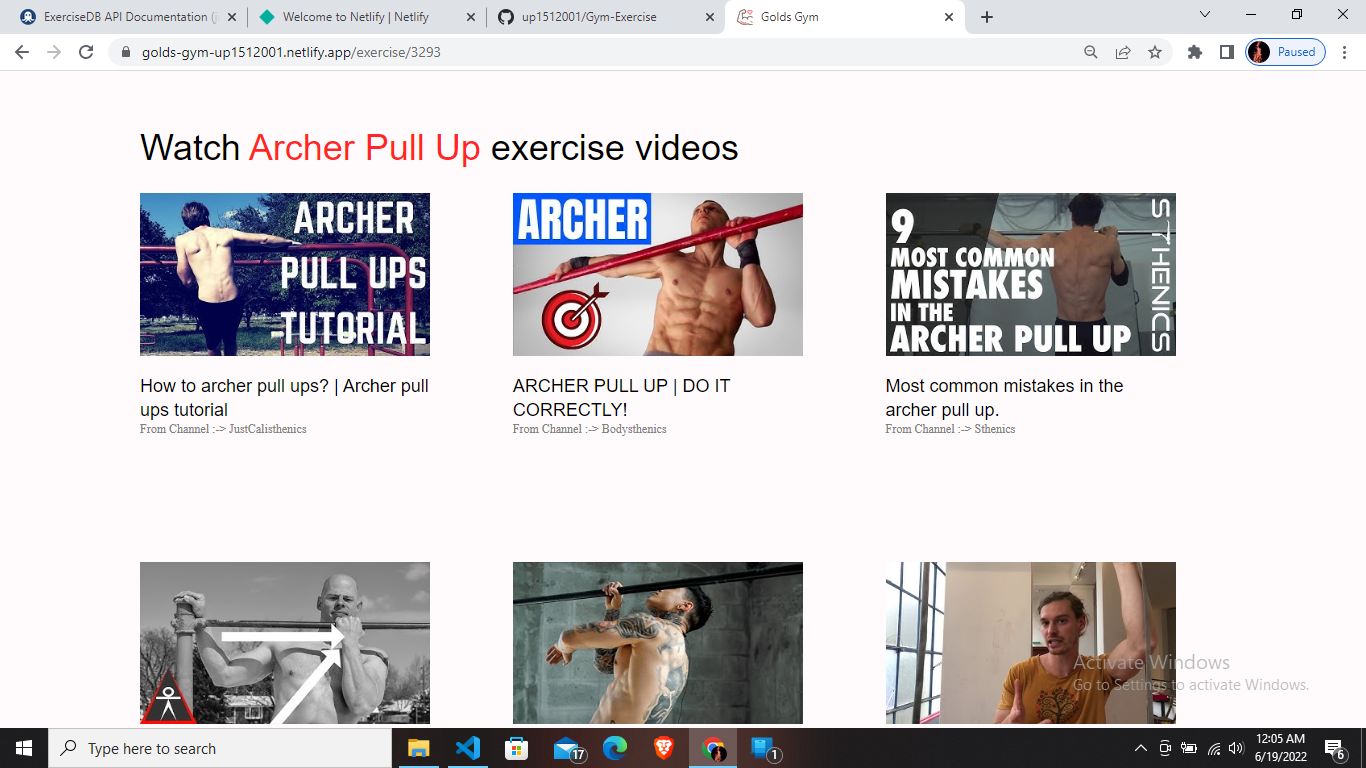 ExerciseDB API Documentation (
Welcome to Netlify | Netlify
up1512001/Gym-Exercise
Golds Gym
golds-gym-up1512001.netlify.app/exercise/3293
Paused
Watch Archer Pull Up exercise videos
ARCHER
PULL UPS
-TUTORIAL
ARCHER
9
MOST COMMON
MISTAKES
IN THE
ARCHER PULL UP
STHENICS
How to archer pull ups? | Archer pull
ups tutorial
From Channel :-> JustCalisthenics
ARCHER PULL UP | DO IT
CORRECTLY!
From Channel :-> Bodysthenics
Most common mistakes in the
archer pull up.
From Channel :-> Sthenics
Activate Windows
Go to Settings to activate Windows.
Type here to search
17
1
12:05 AM
6/19/2022
6